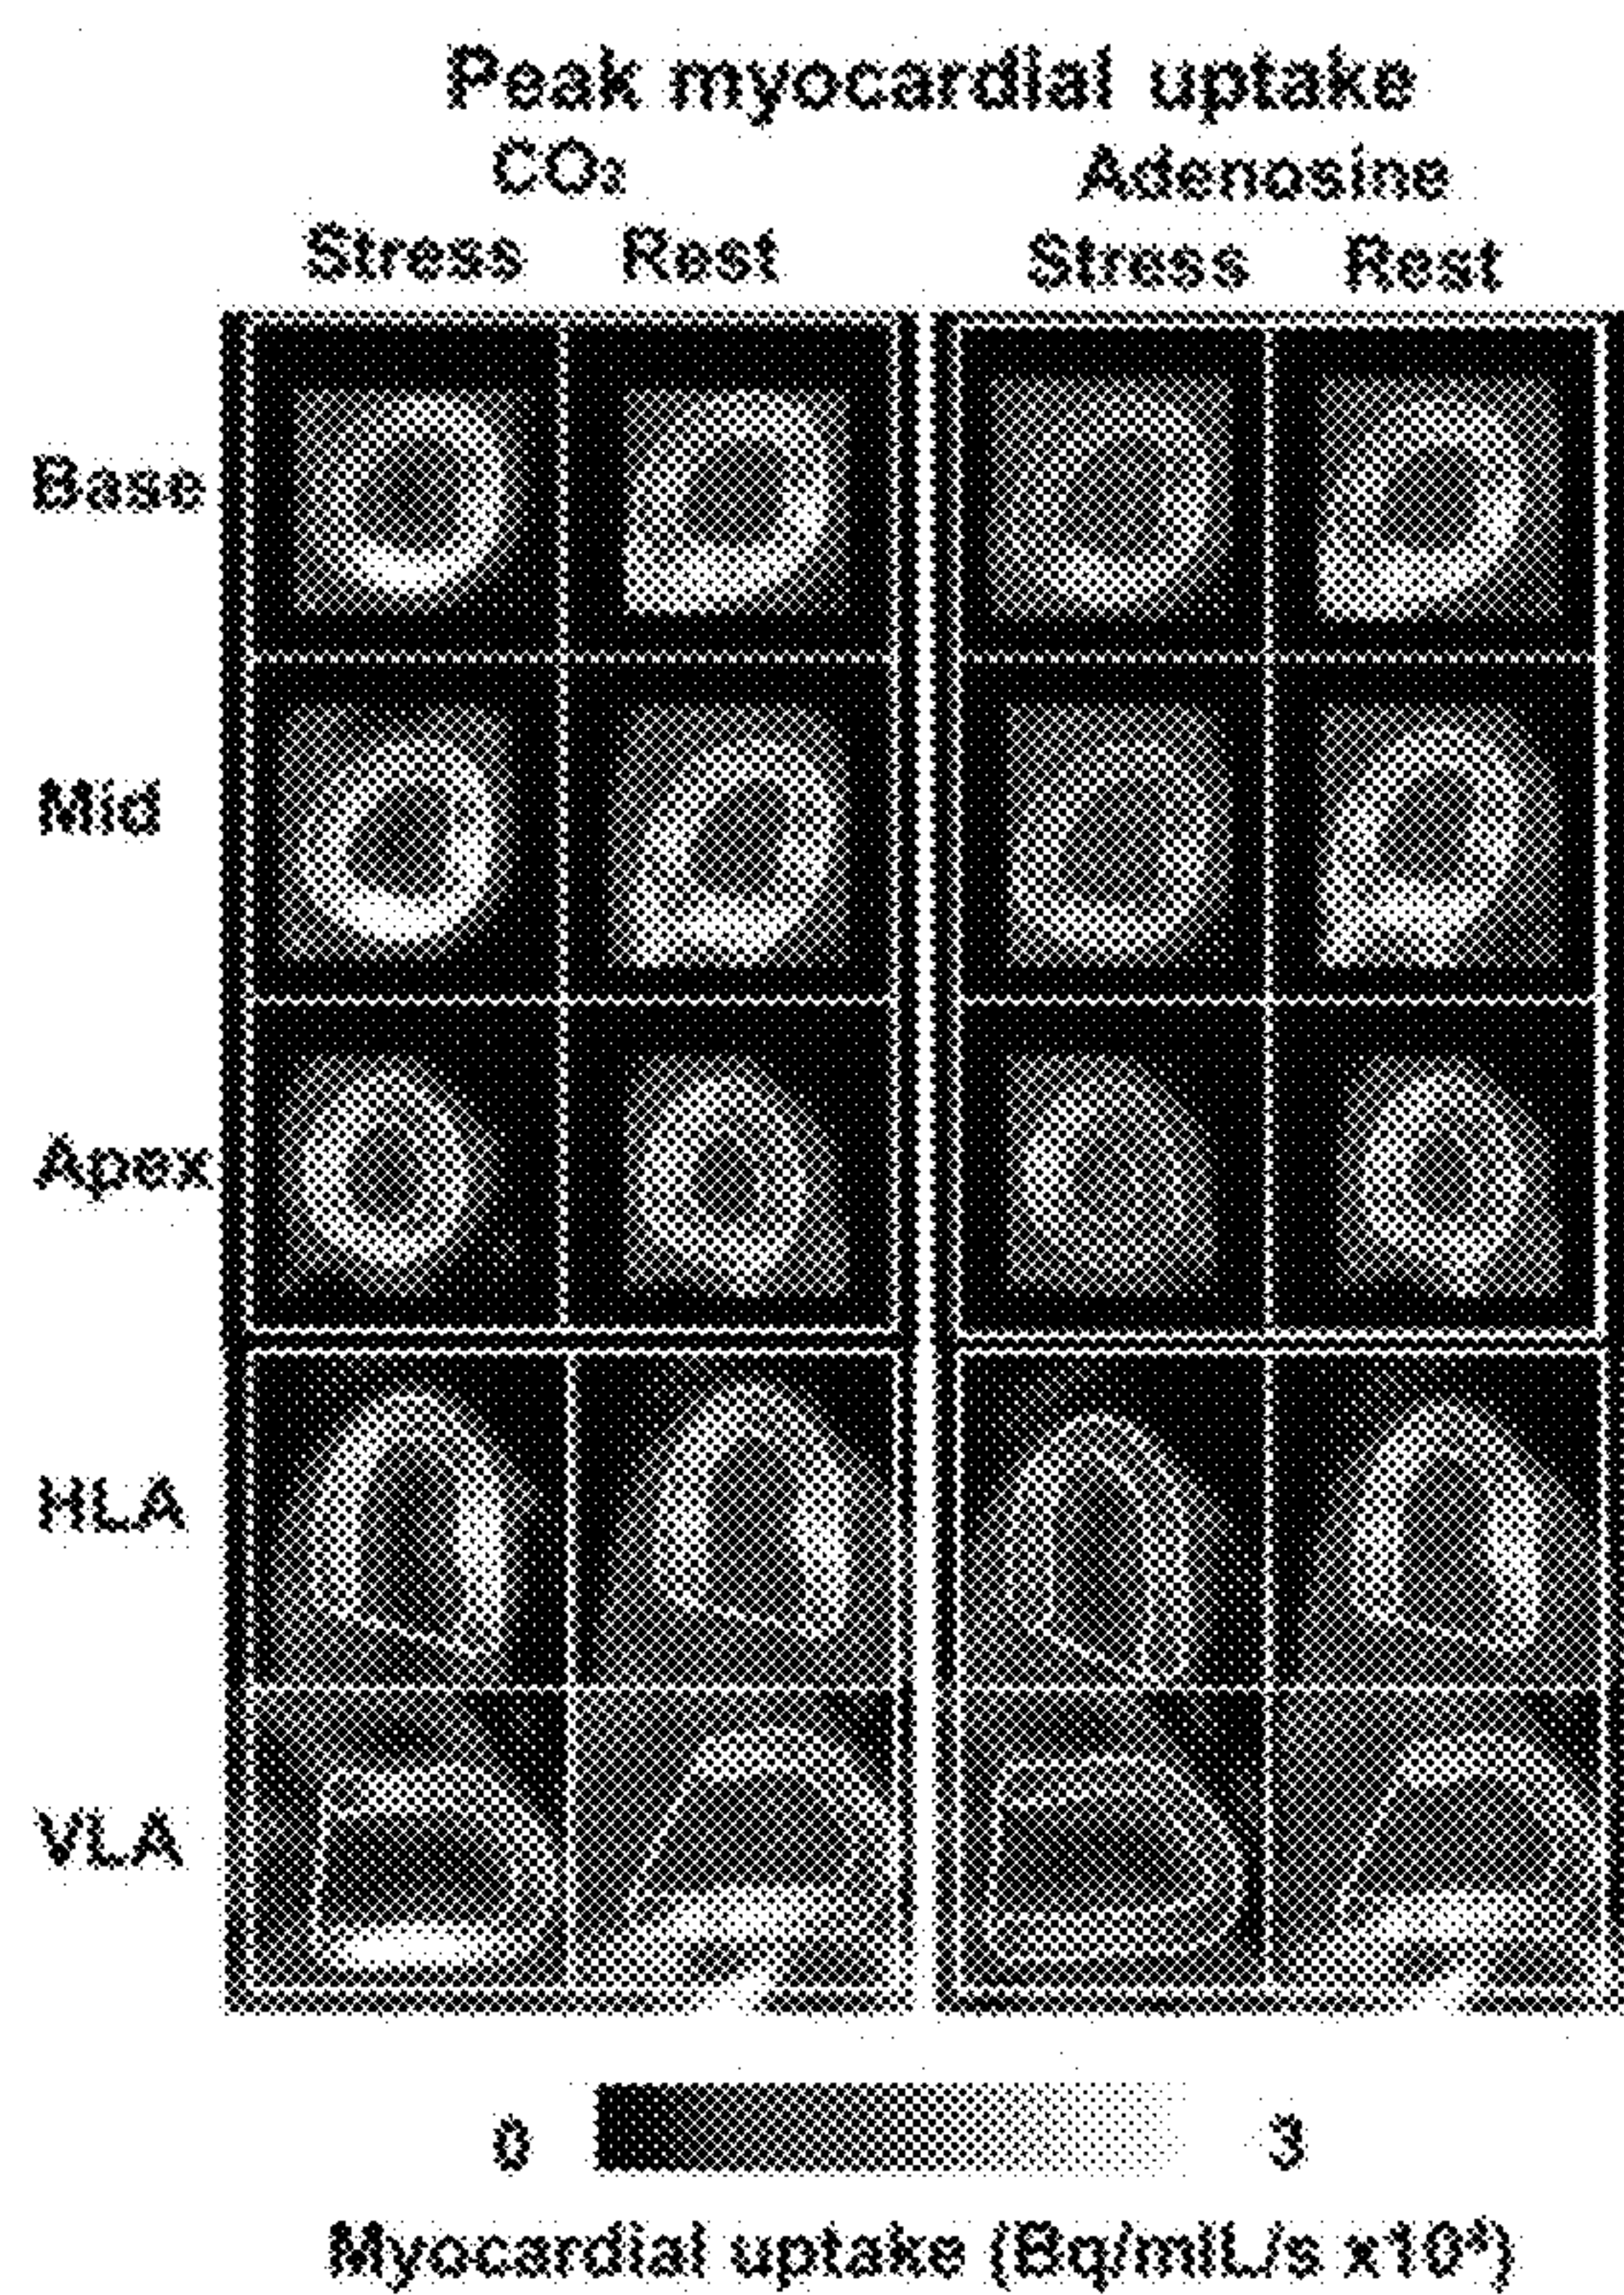 Peak myocardial uptake
CO₂ Adenosine
Stress Rest Stress Rest
Base
Mid
Apex
HLA
VLA
0 3
Myocardial uptake (Bq/mL/s x10⁴)